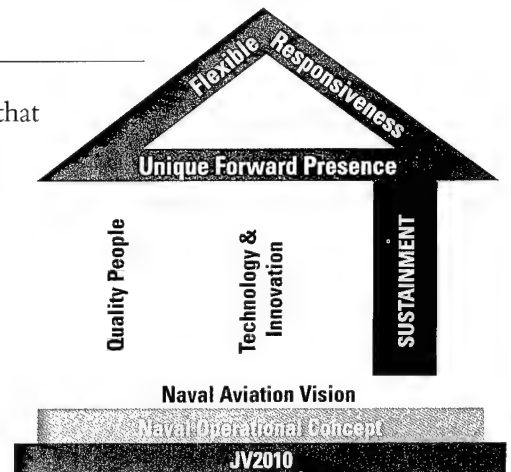 Flexible Responsiveness
that
Unique Forward Presence
Quality People
Technology &
Innovation
SUSTAINMENT
Naval Aviation Vision
Naval Operational Concept
JV2010